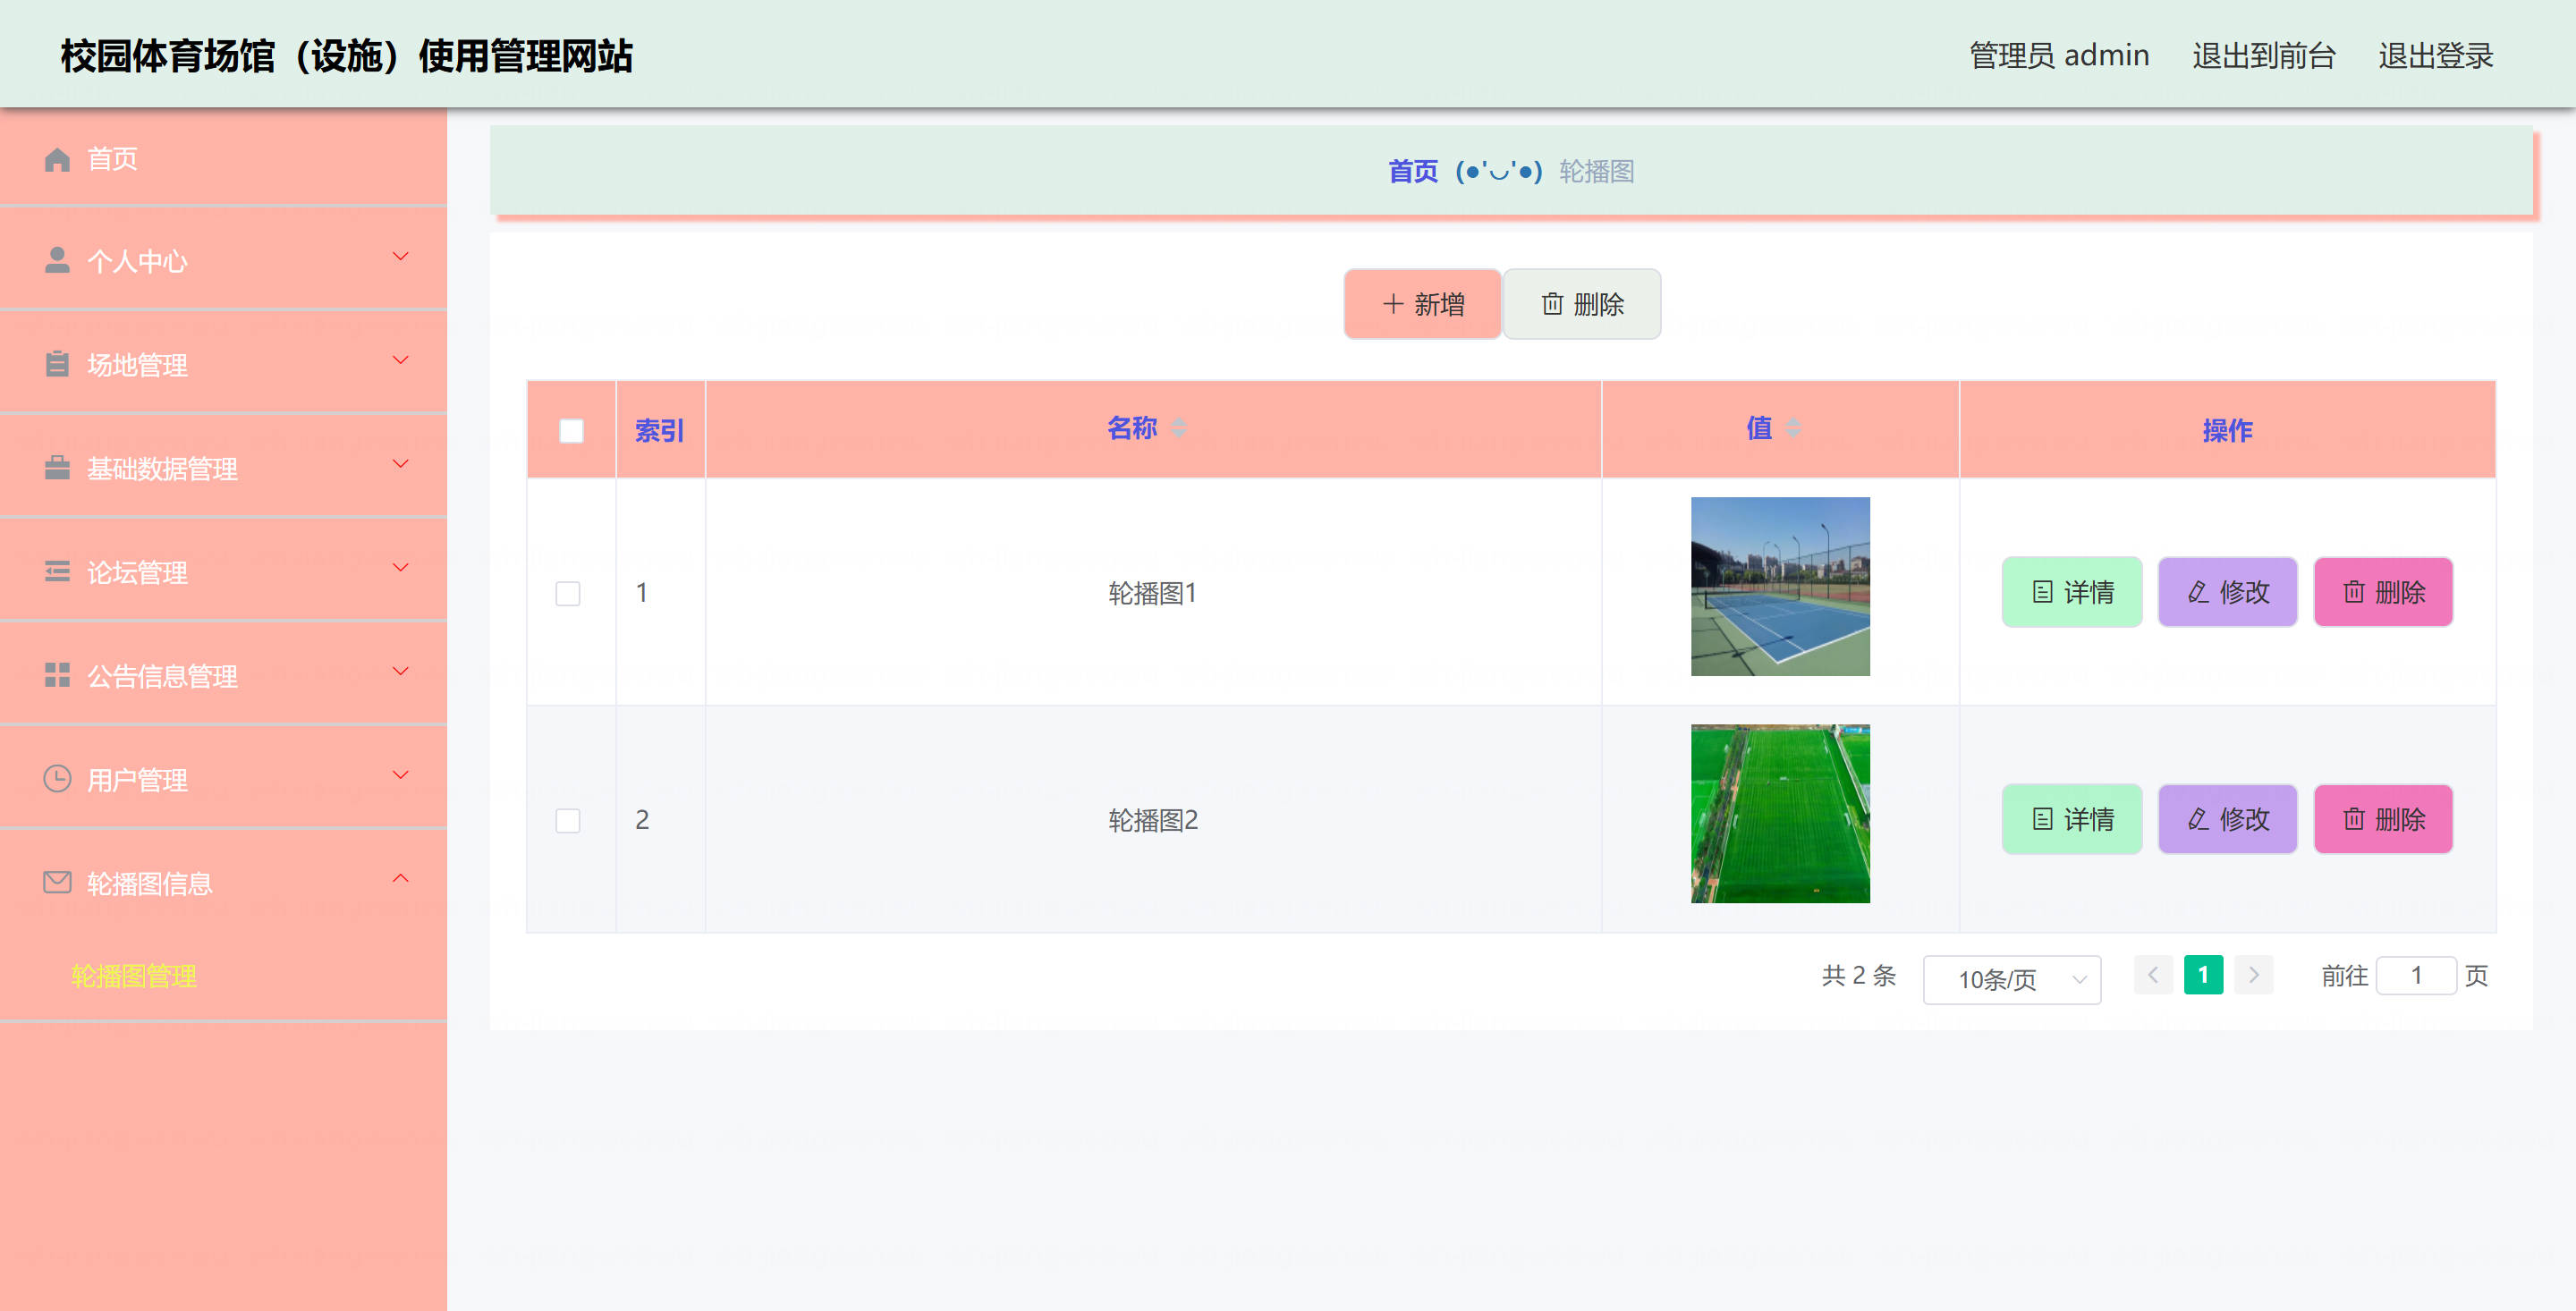 校园体育场馆（设施）使用管理网站
管理员 admin 退出到前台 退出登录
首页
个人中心
场地管理
基础数据管理
论坛管理
公告信息管理
用户管理
轮播图信息
轮播图管理
首页 (●'◡'●) 轮播图
新增 删除
索引 名称 值 操作
1 轮播图1 详情 修改 删除
2 轮播图2 详情 修改 删除
共 2 条 10条/页 1 前往 1 页